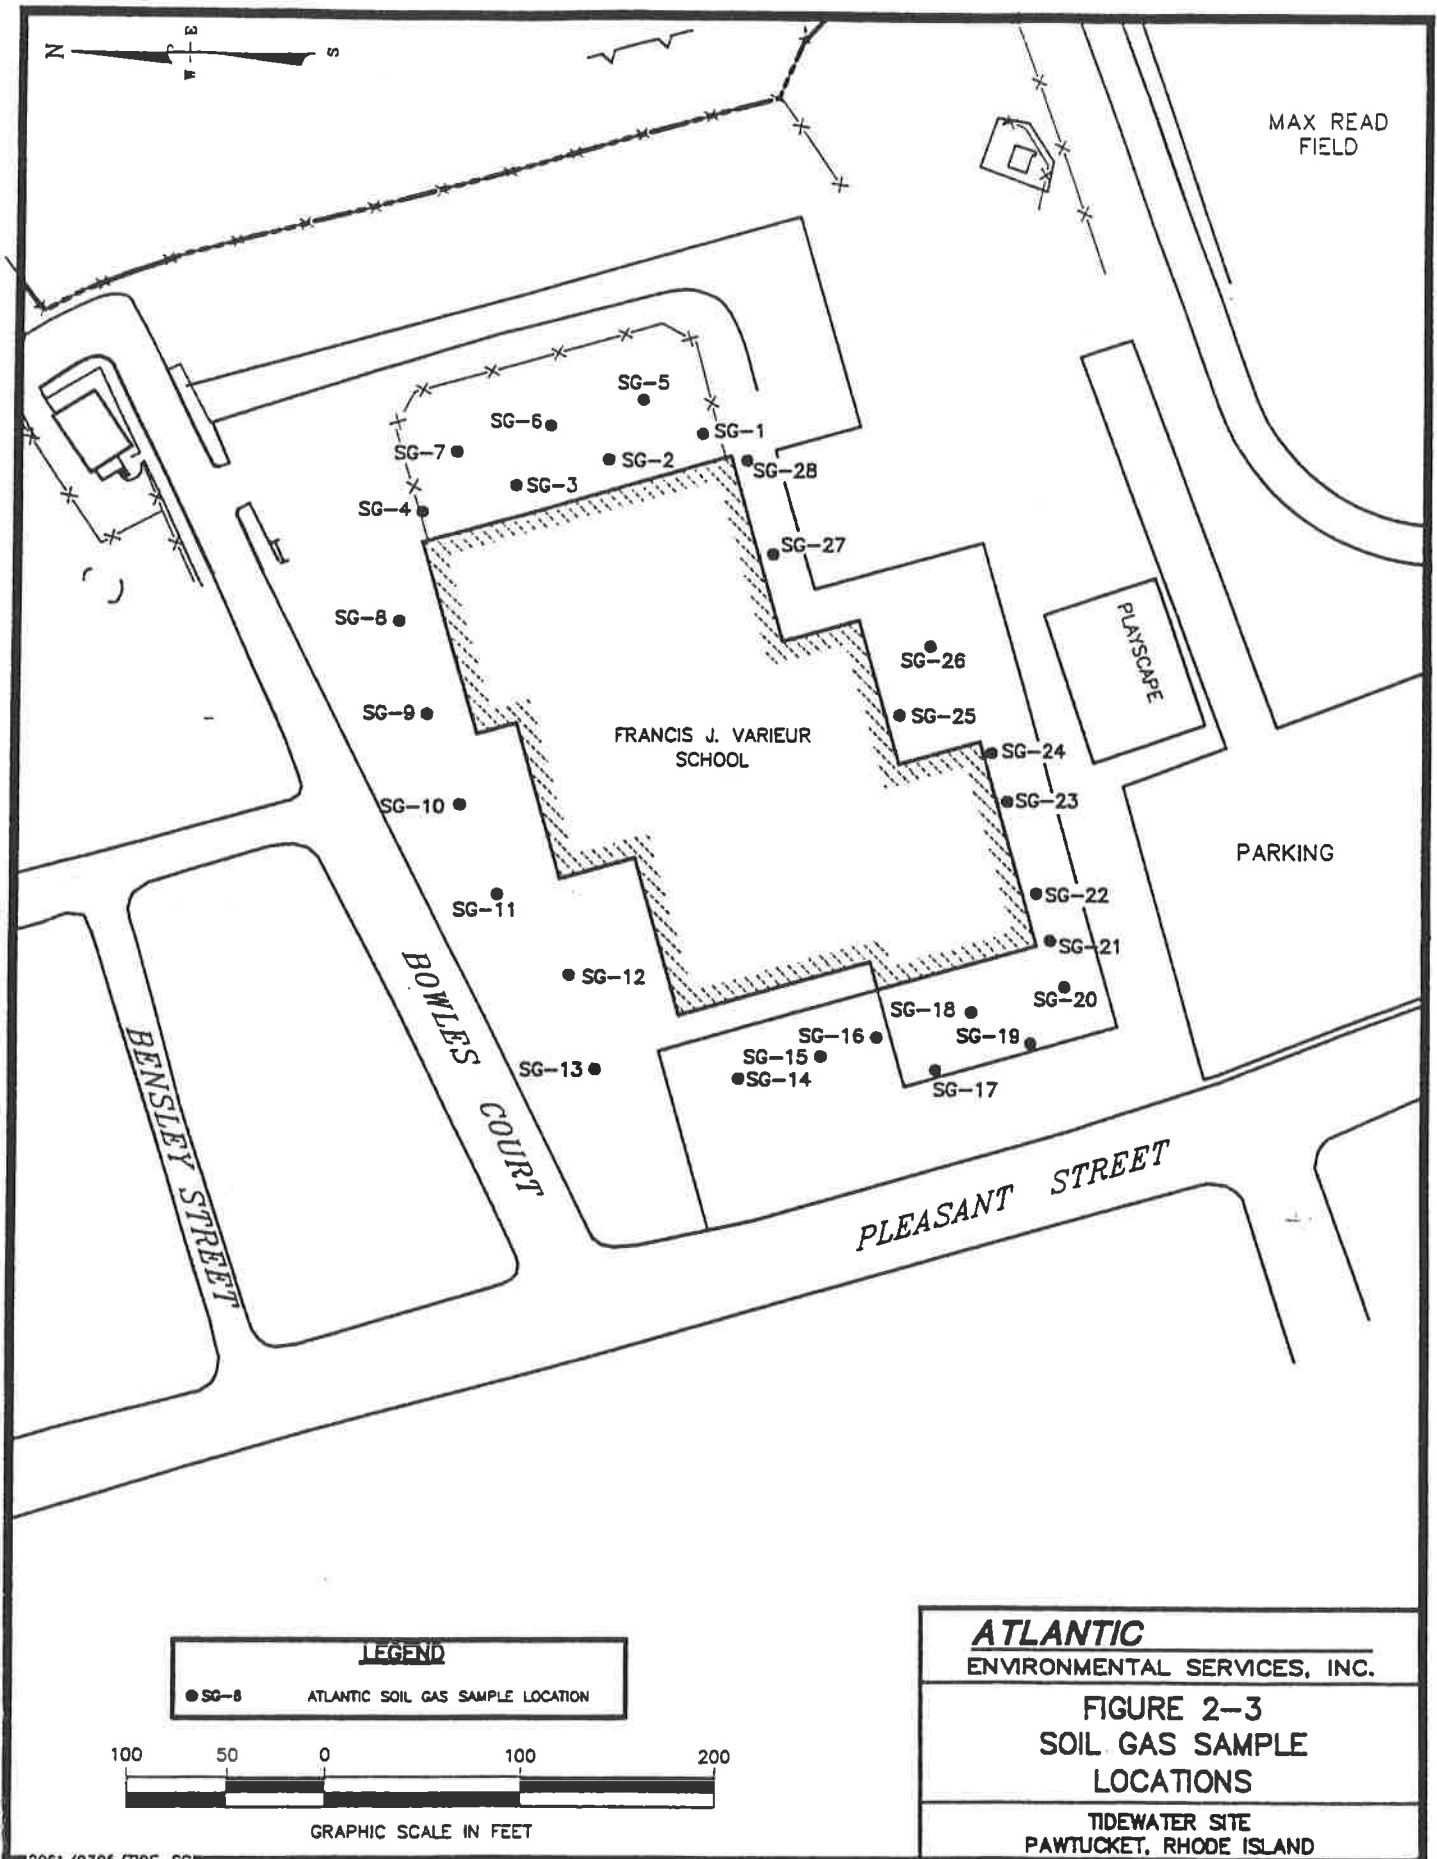 N
E
W
S
MAX READ
FIELD
SG-5
SG-6
SG-1
SG-7
SG-2
SG-28
SG-3
SG-4
SG-27
SG-8
PLAYSCAPE
SG-26
SG-9
SG-25
FRANCIS J. VARIEUR
SCHOOL
SG-24
SG-10
SG-23
PARKING
SG-22
SG-11
SG-21
SG-12
SG-20
SG-18
SG-16
SG-19
SG-15
SG-13
SG-14
SG-17
BOWLES COURT
BENSLEY STREET
PLEASANT STREET
LEGEND
SG-8 ATLANTIC SOIL GAS SAMPLE LOCATION
100 50 0 100 200
GRAPHIC SCALE IN FEET
ATLANTIC
ENVIRONMENTAL SERVICES, INC.
FIGURE 2-3
SOIL GAS SAMPLE
LOCATIONS
TIDEWATER SITE
PAWTUCKET, RHODE ISLAND